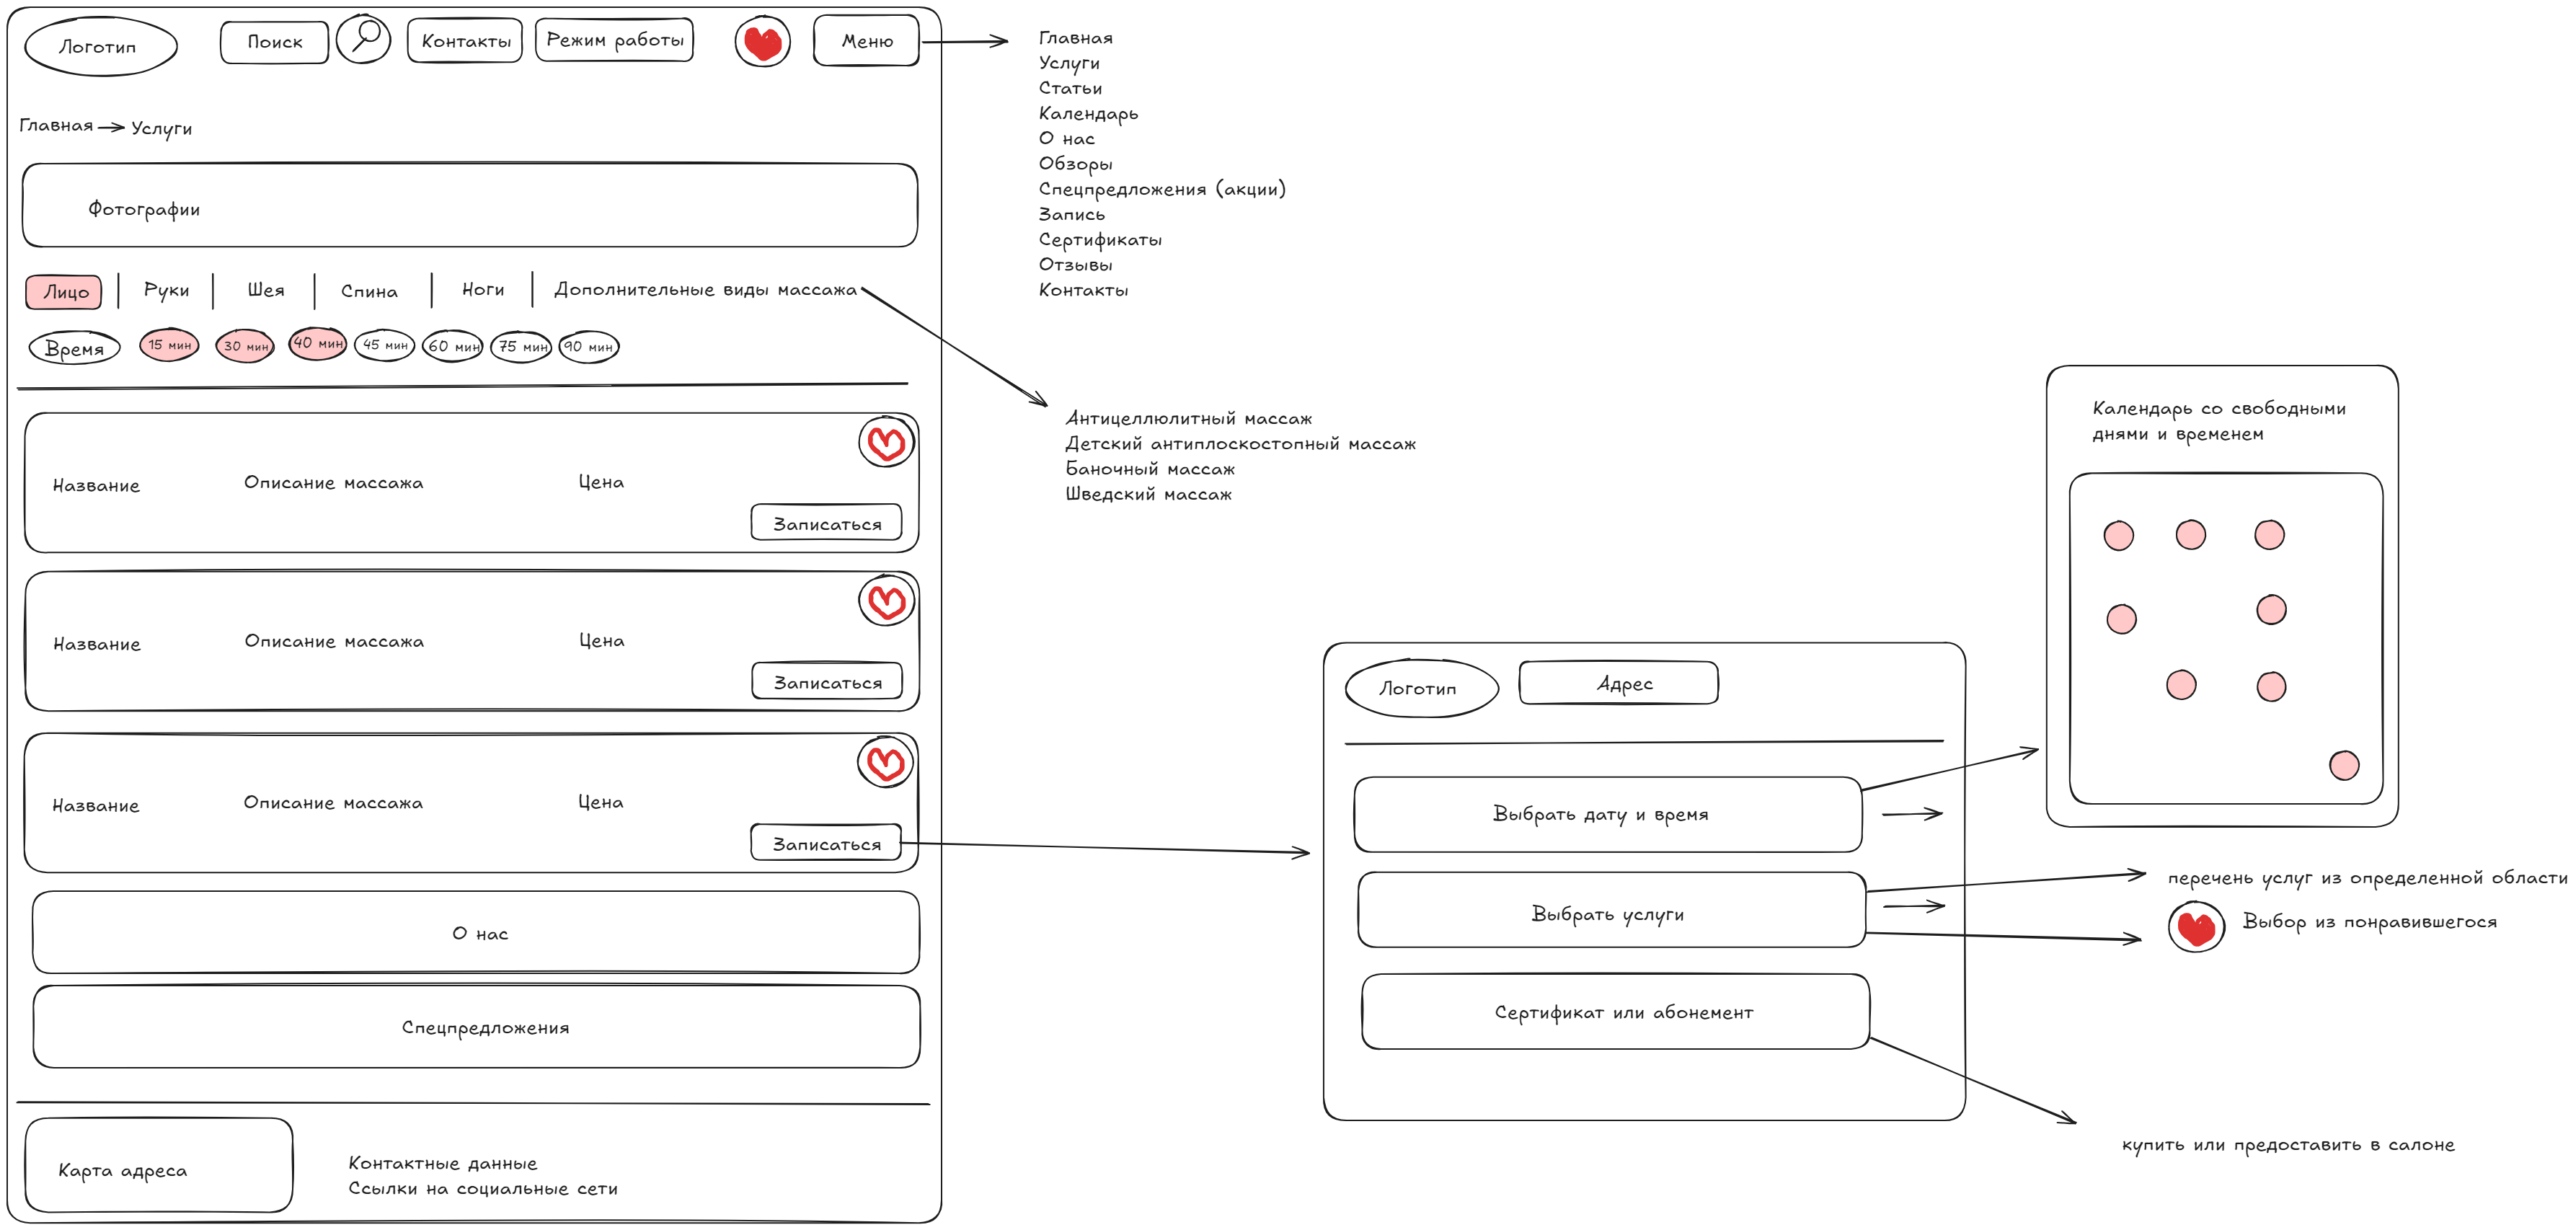 Логотип
Поиск
Контакты
Режим работы
Меню
Главная
Услуги
Статьи
Календарь
О нас
Обзоры
Спецпредложения (акции)
Запись
Сертификаты
Отзывы
Контакты
Главная
Услуги
Фотографии
Лицо
Руки
Шея
Спина
Ноги
Дополнительные виды массажа
Время
15 мин
30 мин
40 мин
45 мин
60 мин
75 мин
90 мин
Антицеллюлитный массаж
Детский антиплоскостопный массаж
Баночный массаж
Шведский массаж
Название
Описание массажа
Цена
Записаться
Название
Описание массажа
Цена
Записаться
Название
Описание массажа
Цена
Записаться
О нас
Спецпредложения
Карта адреса
Контактные данные
Ссылки на социальные сети
Логотип
Адрес
Выбрать дату и время
Выбрать услуги
Сертификат или абонемент
Календарь со свободными
днями и временем
перечень услуг из определенной области
Выбор из понравившегося
купить или предоставить в салоне